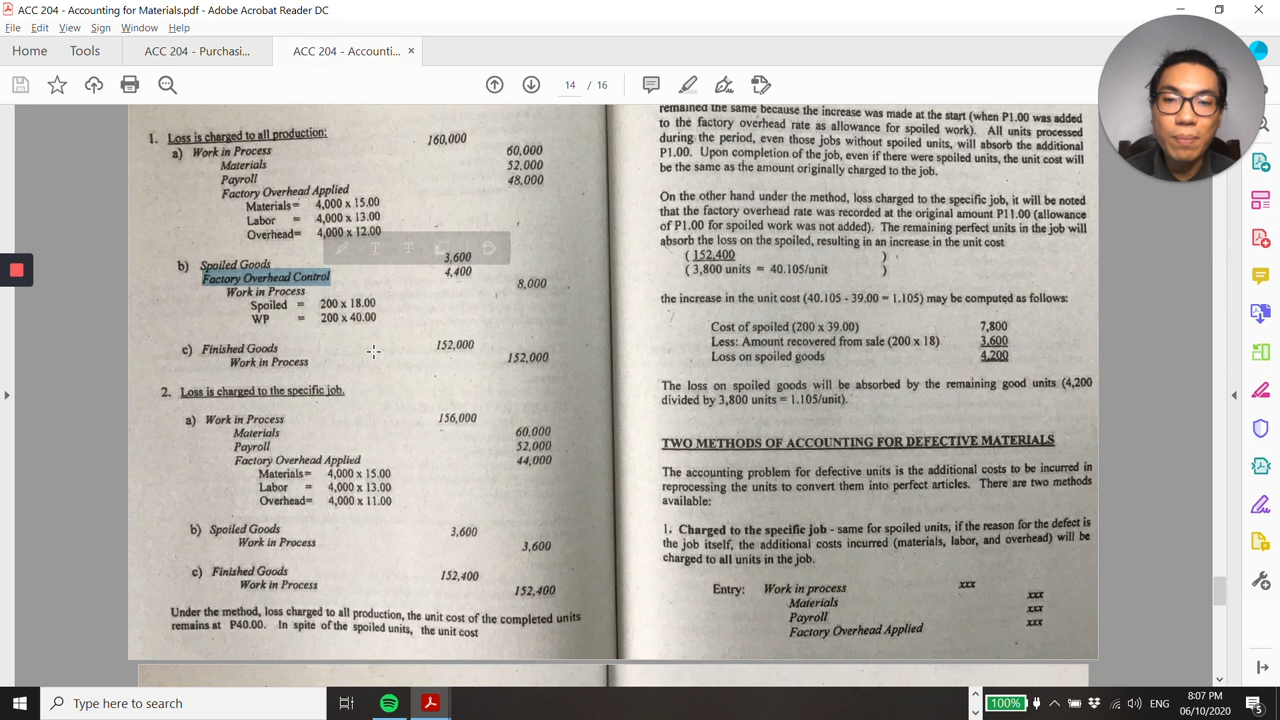 ACC 204 - Accounting for Materials.pdf - Adobe Acrobat Reader DC
File Edit View Sign Window Help
Home Tools ACC 204 - Purchasi... ACC 204 - Accounti... ×
14 / 16
1. Loss is charged to all production:
a) Work in Process 160,000
Materials 60,000
Payroll 52,000
Factory Overhead Applied 48,000
Materials= 4,000 x 15.00
Labor = 4,000 x 13.00
Overhead= 4,000 x 12.00
b) Spoiled Goods 3,600
Factory Overhead Control 4,400
Work in Process 8,000
Spoiled = 200 x 18.00
WP = 200 x 40.00
c) Finished Goods 152,000
Work in Process 152,000
2. Loss is charged to the specific job.
a) Work in Process 156,000
Materials 60,000
Payroll 52,000
Factory Overhead Applied 44,000
Materials= 4,000 x 15.00
Labor = 4,000 x 13.00
Overhead= 4,000 x 11.00
b) Spoiled Goods 3,600
Work in Process 3,600
c) Finished Goods 152,400
Work in Process 152,400
Under the method, loss charged to all production, the unit cost of the completed units
remains at P40.00. In spite of the spoiled units, the unit cost
remained the same because the increase was made at the start (when P1.00 was added
to the factory overhead rate as allowance for spoiled work). All units processed
during the period, even those jobs without spoiled units, will absorb the additional
P1.00. Upon completion of the job, even if there were spoiled units, the unit cost will
be the same as the amount originally charged to the job.
On the other hand under the method, loss charged to the specific job, it will be noted
that the factory overhead rate was recorded at the original amount P11.00 (allowance
of P1.00 for spoiled work was not added). The remaining perfect units in the job will
absorb the loss on the spoiled, resulting in an increase in the unit cost
( 152,400 )
( 3,800 units = 40.105/unit )
the increase in the unit cost (40.105 - 39.00 = 1.105) may be computed as follows:
Cost of spoiled (200 x 39.00) 7,800
Less: Amount recovered from sale (200 x 18) 3,600
Loss on spoiled goods 4,200
The loss on spoiled goods will be absorbed by the remaining good units (4,200
divided by 3,800 units = 1.105/unit).
TWO METHODS OF ACCOUNTING FOR DEFECTIVE MATERIALS
The accounting problem for defective units is the additional costs to be incurred in
reprocessing the units to convert them into perfect articles. There are two methods
available:
1. Charged to the specific job - same for spoiled units, if the reason for the defect is
the job itself, the additional costs incurred (materials, labor, and overhead) will be
charged to all units in the job.
Entry: Work in process xxx
Materials xxx
Payroll xxx
Factory Overhead Applied xxx
Type here to search
100% ENG 8:07 PM
06/10/2020 5